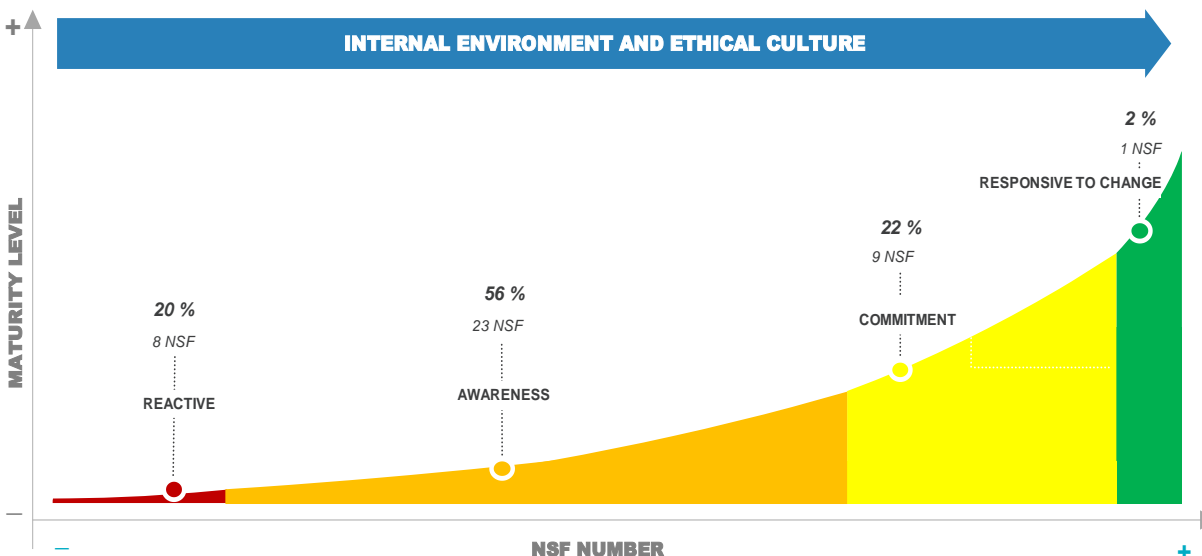 +
INTERNAL ENVIRONMENT AND ETHICAL CULTURE
2 %
1 NSF
RESPONSIVE TO CHANGE
22 %
9 NSF
COMMITMENT
56 %
23 NSF
AWARENESS
20 %
8 NSF
REACTIVE
MATURITY LEVEL
–
–
NSF NUMBER
+